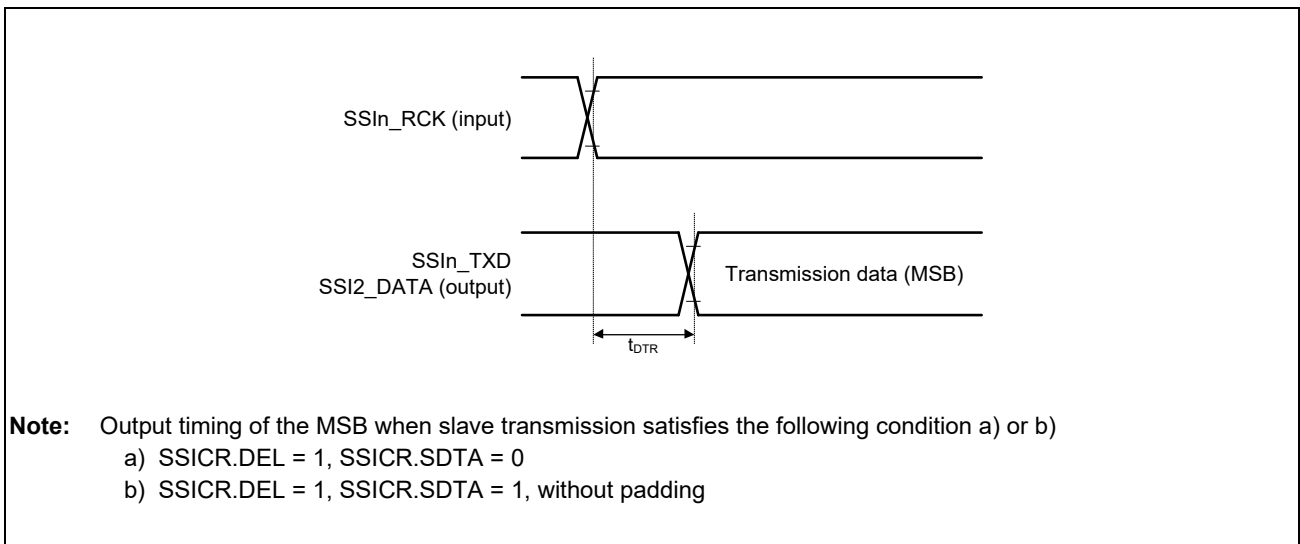 SSIn_RCK (input)
SSIn_TXD
SSI2_DATA (output)
Transmission data (MSB)
tDTR
Note: Output timing of the MSB when slave transmission satisfies the following condition a) or b)
a) SSICR.DEL = 1, SSICR.SDTA = 0
b) SSICR.DEL = 1, SSICR.SDTA = 1, without padding